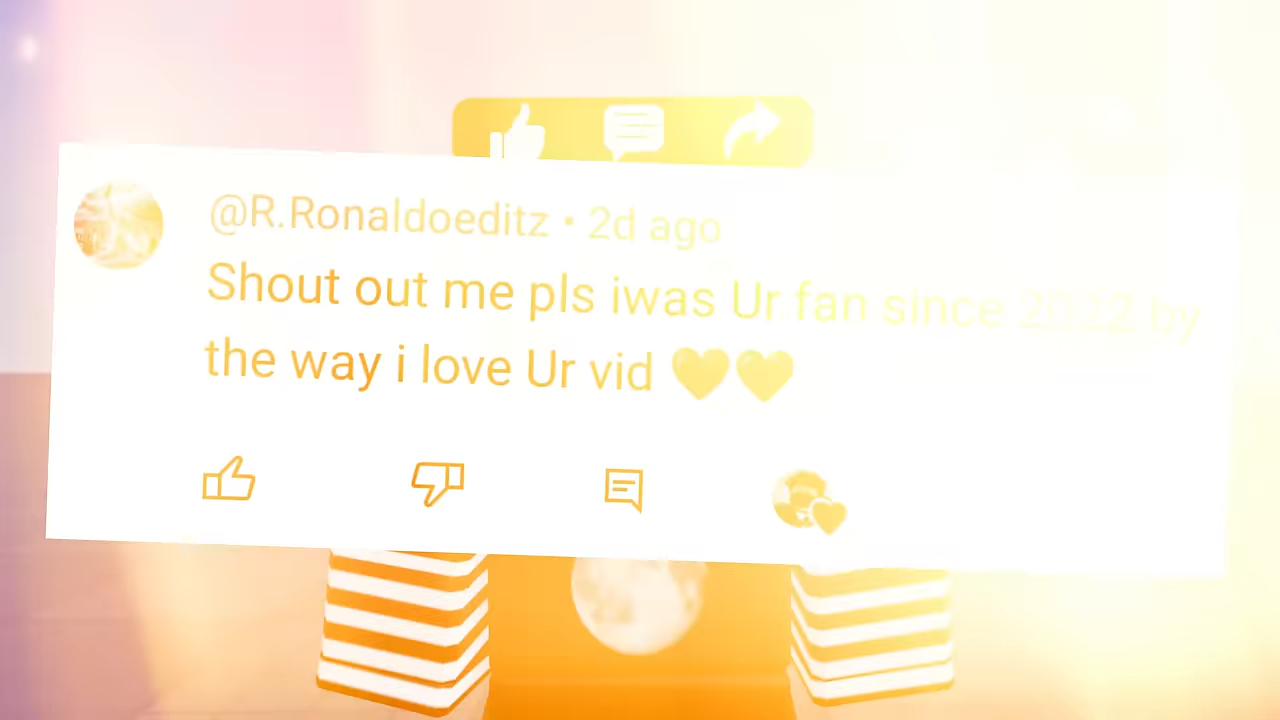 @R.Ronaldoeditz • 2d ago
Shout out me pls iwas Ur fan since 2022 by
the way i love Ur vid 💛💛